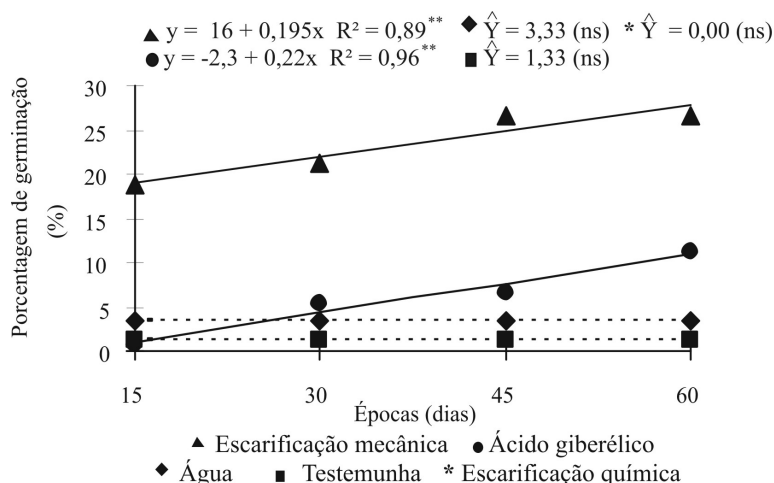 ▲ y = 16 + 0,195x R² = 0,89** ◆ Ŷ = 3,33 (ns) * Ŷ = 0,00 (ns)
● y = -2,3 + 0,22x R² = 0,96** ■ Ŷ = 1,33 (ns)
Porcentagem de germinação
(%)
30
25
20
15
10
5
0
15 30 45 60
Épocas (dias)
▲ Escarificação mecânica ● Ácido giberélico
◆ Água ■ Testemunha * Escarificação química